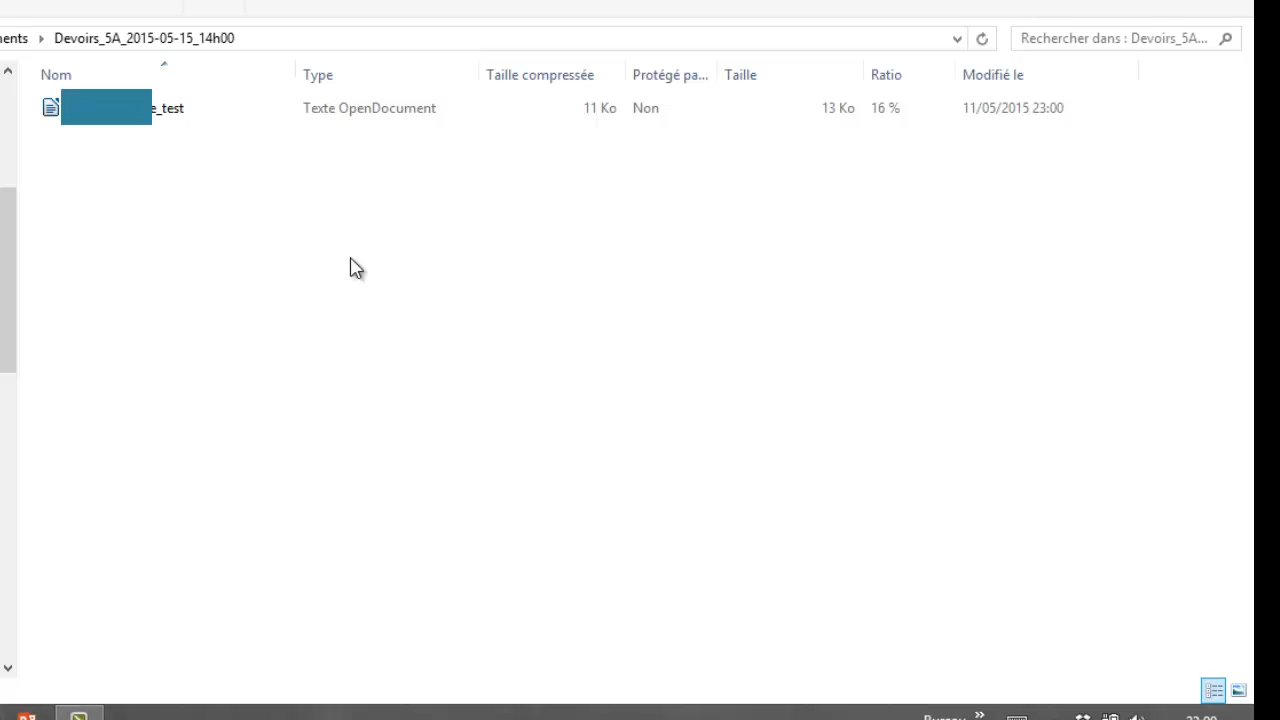 ents Devoirs_5A_2015-05-15_14h00 Rechercher dans : Devoirs_5A...
Nom Type Taille compressée Protégé pa... Taille Ratio Modifié le
e_test Texte OpenDocument 11 Ko Non 13 Ko 16 % 11/05/2015 23:00